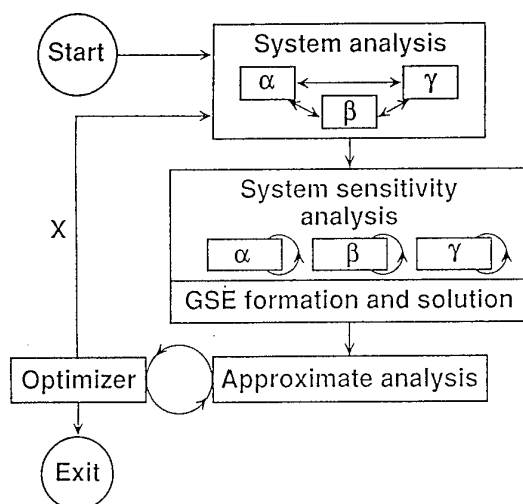 Start
System analysis
α
γ
β
X
System sensitivity
analysis
α
β
γ
GSE formation and solution
Optimizer
Approximate analysis
Exit